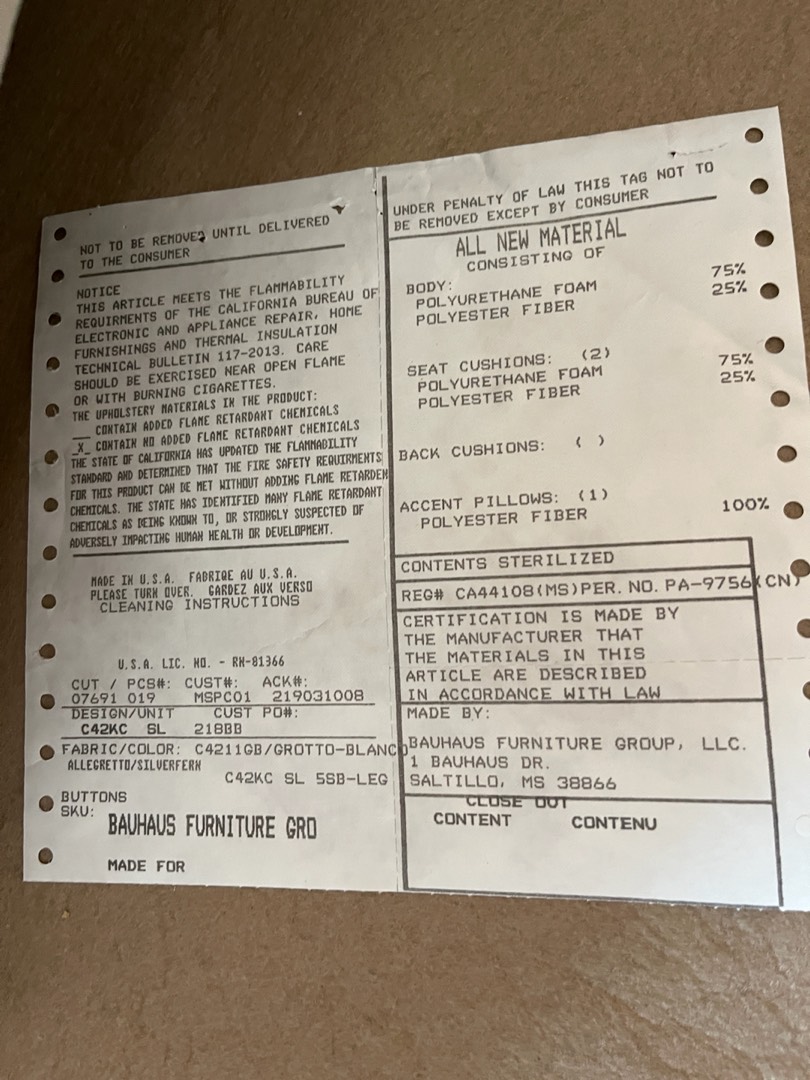 NOT TO BE REMOVED UNTIL DELIVERED
TO THE CONSUMER
NOTICE
THIS ARTICLE MEETS THE FLAMMABILITY
REQUIRMENTS OF THE CALIFORNIA BUREAU OF
ELECTRONIC AND APPLIANCE REPAIR, HOME
FURNISHINGS AND THERMAL INSULATION
TECHNICAL BULLETIN 117-2013. CARE
SHOULD BE EXERCISED NEAR OPEN FLAME
OR WITH BURNING CIGARETTES.
THE UPHOLSTERY MATERIALS IN THE PRODUCT:
___ CONTAIN ADDED FLAME RETARDANT CHEMICALS
_X_ CONTAIN NO ADDED FLAME RETARDANT CHEMICALS
THE STATE OF CALIFORNIA HAS UPDATED THE FLAMMABILITY
STANDARD AND DETERMINED THAT THE FIRE SAFETY REQUIRMENTS
FOR THIS PRODUCT CAN BE MET WITHOUT ADDING FLAME RETARDEN
CHEMICALS. THE STATE HAS IDENTIFIED MANY FLAME RETARDANT
CHEMICALS AS BEING KNOWN TO, OR STRONGLY SUSPECTED OF
ADVERSELY IMPACTING HUMAN HEALTH OR DEVELOPMENT.
MADE IN U.S.A. FABRIQE AU U.S.A.
PLEASE TURN OVER. GARDEZ AUX VERSO
CLEANING INSTRUCTIONS
U.S.A. LIC. NO. - RH-81366
CUT / PCS#: CUST#: ACK#:
07691 019 MSPC01 219031008
DESIGN/UNIT CUST PO#:
C42KC SL 218BB
FABRIC/COLOR: C4211GB/GROTTO-BLANCO
ALLEGRETTO/SILVERFERN
C42KC SL 5SB-LEG
BUTTONS
SKU:
BAUHAUS FURNITURE GRO
MADE FOR
UNDER PENALTY OF LAW THIS TAG NOT TO
BE REMOVED EXCEPT BY CONSUMER
ALL NEW MATERIAL
CONSISTING OF
BODY:
POLYURETHANE FOAM 75%
POLYESTER FIBER 25%
SEAT CUSHIONS: (2)
POLYURETHANE FOAM 75%
POLYESTER FIBER 25%
BACK CUSHIONS: ( )
ACCENT PILLOWS: (1)
POLYESTER FIBER 100%
CONTENTS STERILIZED
REG# CA44108(MS)PER. NO. PA-9756(CN)
CERTIFICATION IS MADE BY
THE MANUFACTURER THAT
THE MATERIALS IN THIS
ARTICLE ARE DESCRIBED
IN ACCORDANCE WITH LAW
MADE BY:
BAUHAUS FURNITURE GROUP, LLC.
1 BAUHAUS DR.
SALTILLO, MS 38866
CLOSE OUT
CONTENT CONTENU